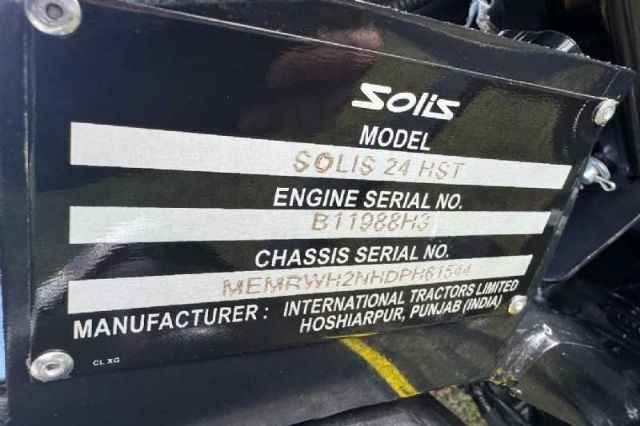 Solis
MODEL
SOLIS 24 HST
ENGINE SERIAL NO.
B11988H3
CHASSIS SERIAL NO.
MEMRWH2NHDPH61544
MANUFACTURER : INTERNATIONAL TRACTORS LIMITED
HOSHIARPUR, PUNJAB (INDIA)
CL XG